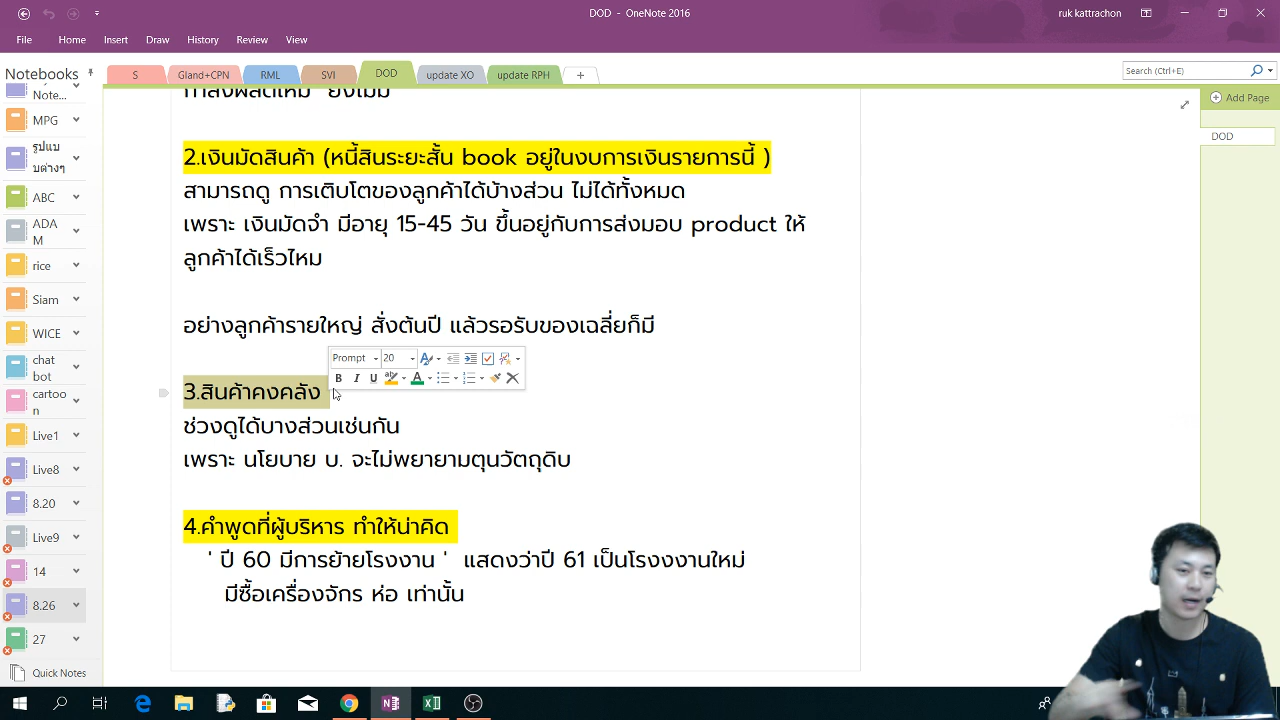 DOD - OneNote 2016
ruk kattrachon
File Home Insert Draw History Review View
Notebooks
S Gland+CPN RML SVI DOD update XO update RPH
Search (Ctrl+E)
Add Page
DOD
Note...
MPG
รูปแบ
บต่างๆ
ABC
ADA
M
rice
Siam
WICE
chat
bot
cartoo
n
Live1
Live8
8.20
Live9
14
8.26
27
Quick Notes
กำลังผลิตใหม่ ยังไม่มี
2.เงินมัดสินค้า (หนี้สินระยะสั้น book อยู่ในงบการเงินรายการนี้ )
สามารถดู การเติบโตของลูกค้าได้บ้างส่วน ไม่ได้ทั้งหมด
เพราะ เงินมัดจำ มีอายุ 15-45 วัน ขึ้นอยู่กับการส่งมอบ product ให้
ลูกค้าได้เร็วไหม
อย่างลูกค้ารายใหญ่ สั่งต้นปี แล้วรอรับของเฉลี่ยก็มี
Prompt 20
B I U
3.สินค้าคงคลัง
ช่วงดูได้บางส่วนเช่นกัน
เพราะ นโยบาย บ. จะไม่พยายามตุนวัตถุดิบ
4.คำพูดที่ผู้บริหาร ทำให้น่าคิด
' ปี 60 มีการย้ายโรงงาน ' แสดงว่าปี 61 เป็นโรงงงานใหม่
มีซื้อเครื่องจักร ห่อ เท่านั้น